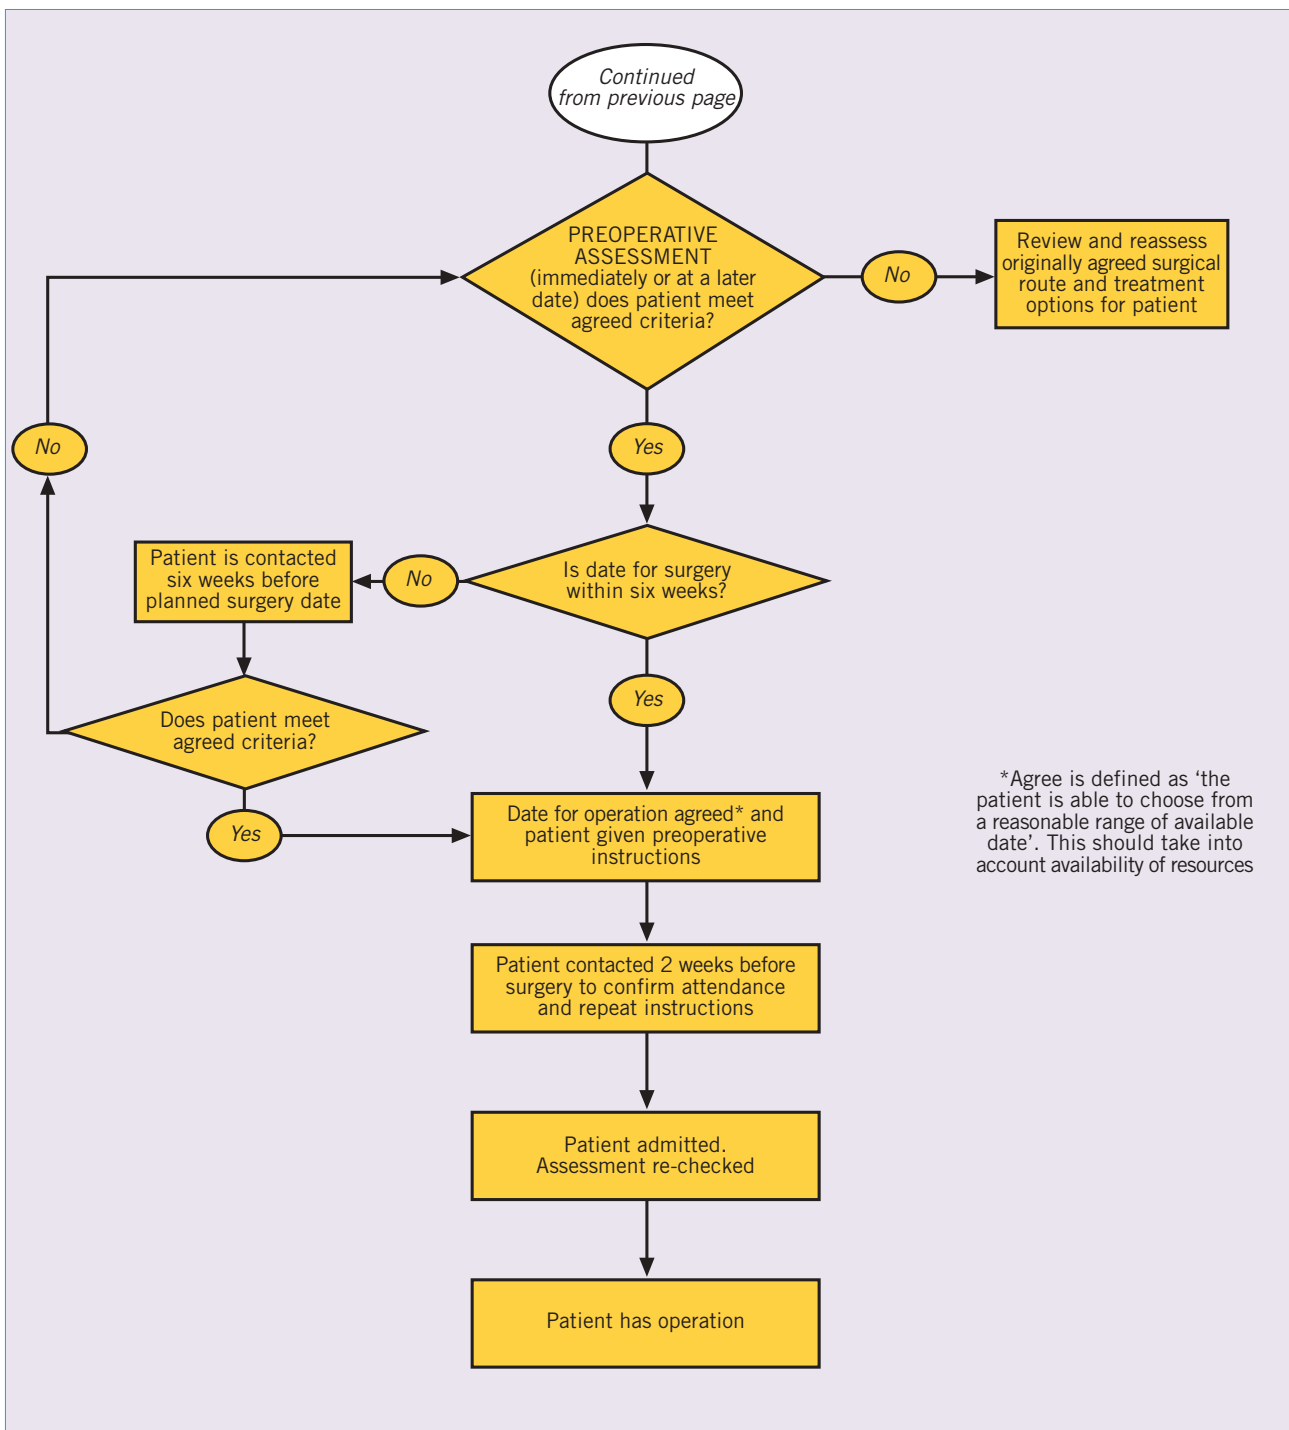 Continued
from previous page
PREOPERATIVE
ASSESSMENT
(immediately or at a later
date) does patient meet
agreed criteria?
No
Review and reassess
originally agreed surgical
route and treatment
options for patient
No
Yes
Patient is contacted
six weeks before
planned surgery date
No
Is date for surgery
within six weeks?
Yes
Does patient meet
agreed criteria?
Yes
Date for operation agreed* and
patient given preoperative
instructions
*Agree is defined as ‘the
patient is able to choose from
a reasonable range of available
date’. This should take into
account availability of resources
Patient contacted 2 weeks before
surgery to confirm attendance
and repeat instructions
Patient admitted.
Assessment re-checked
Patient has operation